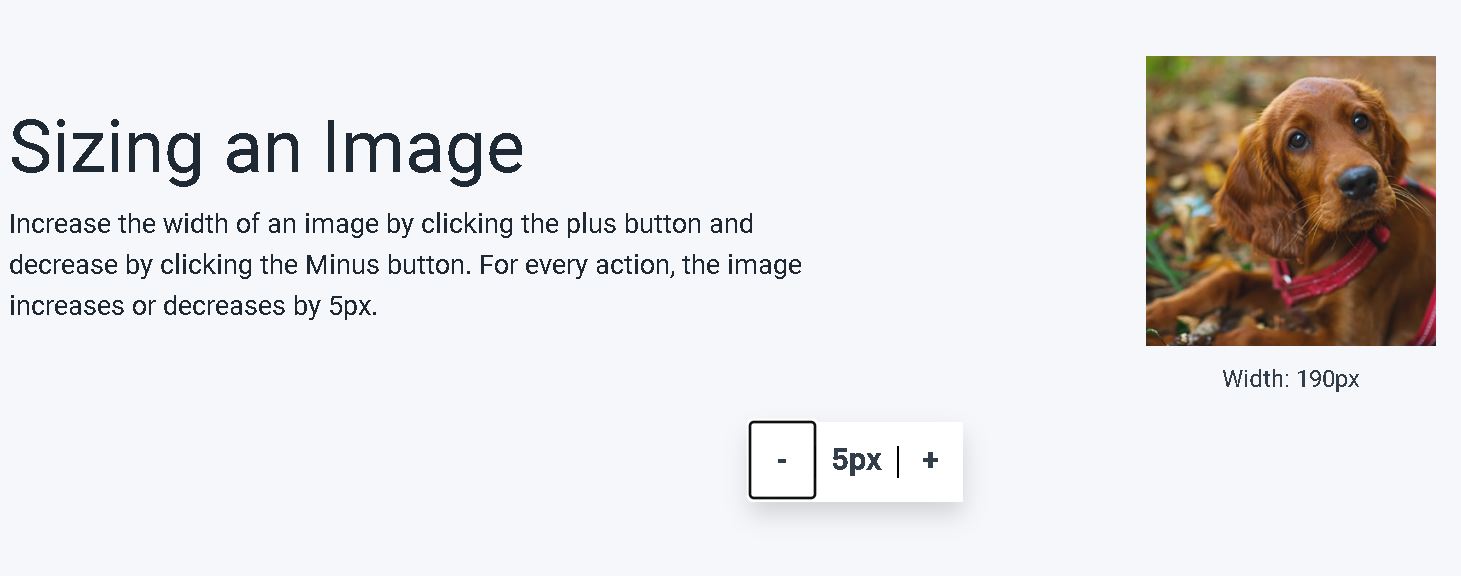 Sizing an Image
Increase the width of an image by clicking the plus button and
decrease by clicking the Minus button. For every action, the image
increases or decreases by 5px.
Width: 190px
- 5px | +